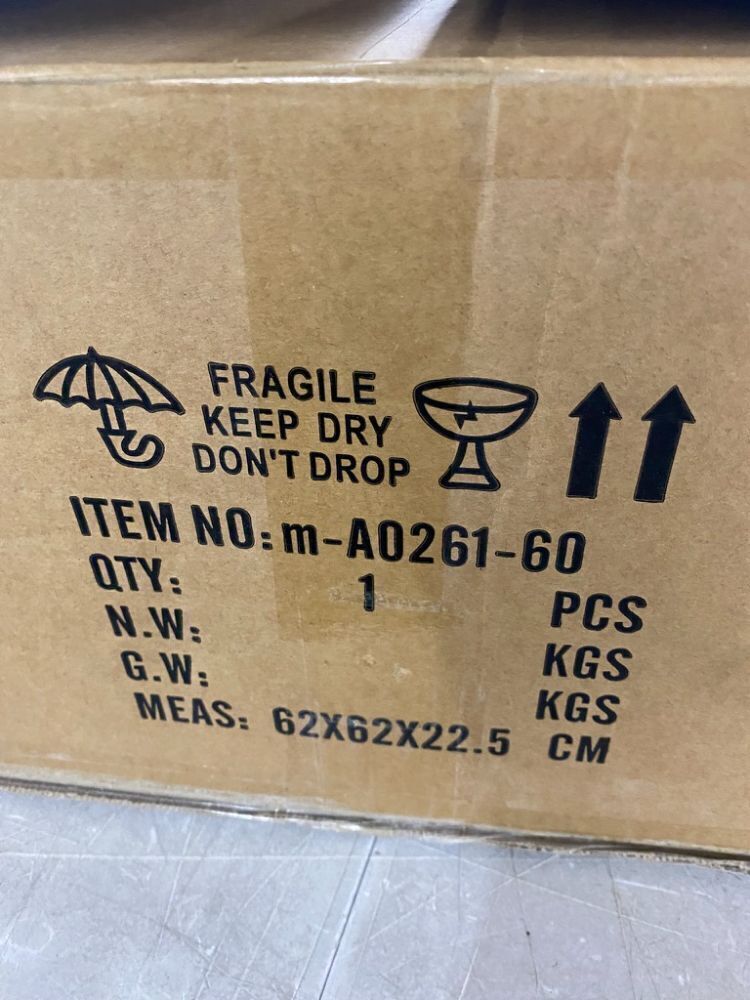 FRAGILE
KEEP DRY
DON'T DROP
ITEM NO: m-A0261-60
QTY: 1 PCS
N.W: KGS
G.W: KGS
MEAS: 62X62X22.5 CM